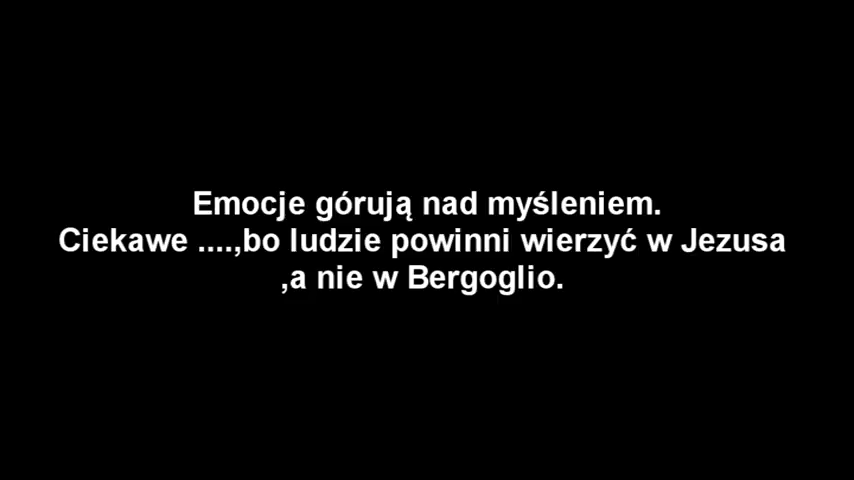 Emocje górują nad myśleniem.
Ciekawe ....,bo ludzie powinni wierzyć w Jezusa
,a nie w Bergoglio.